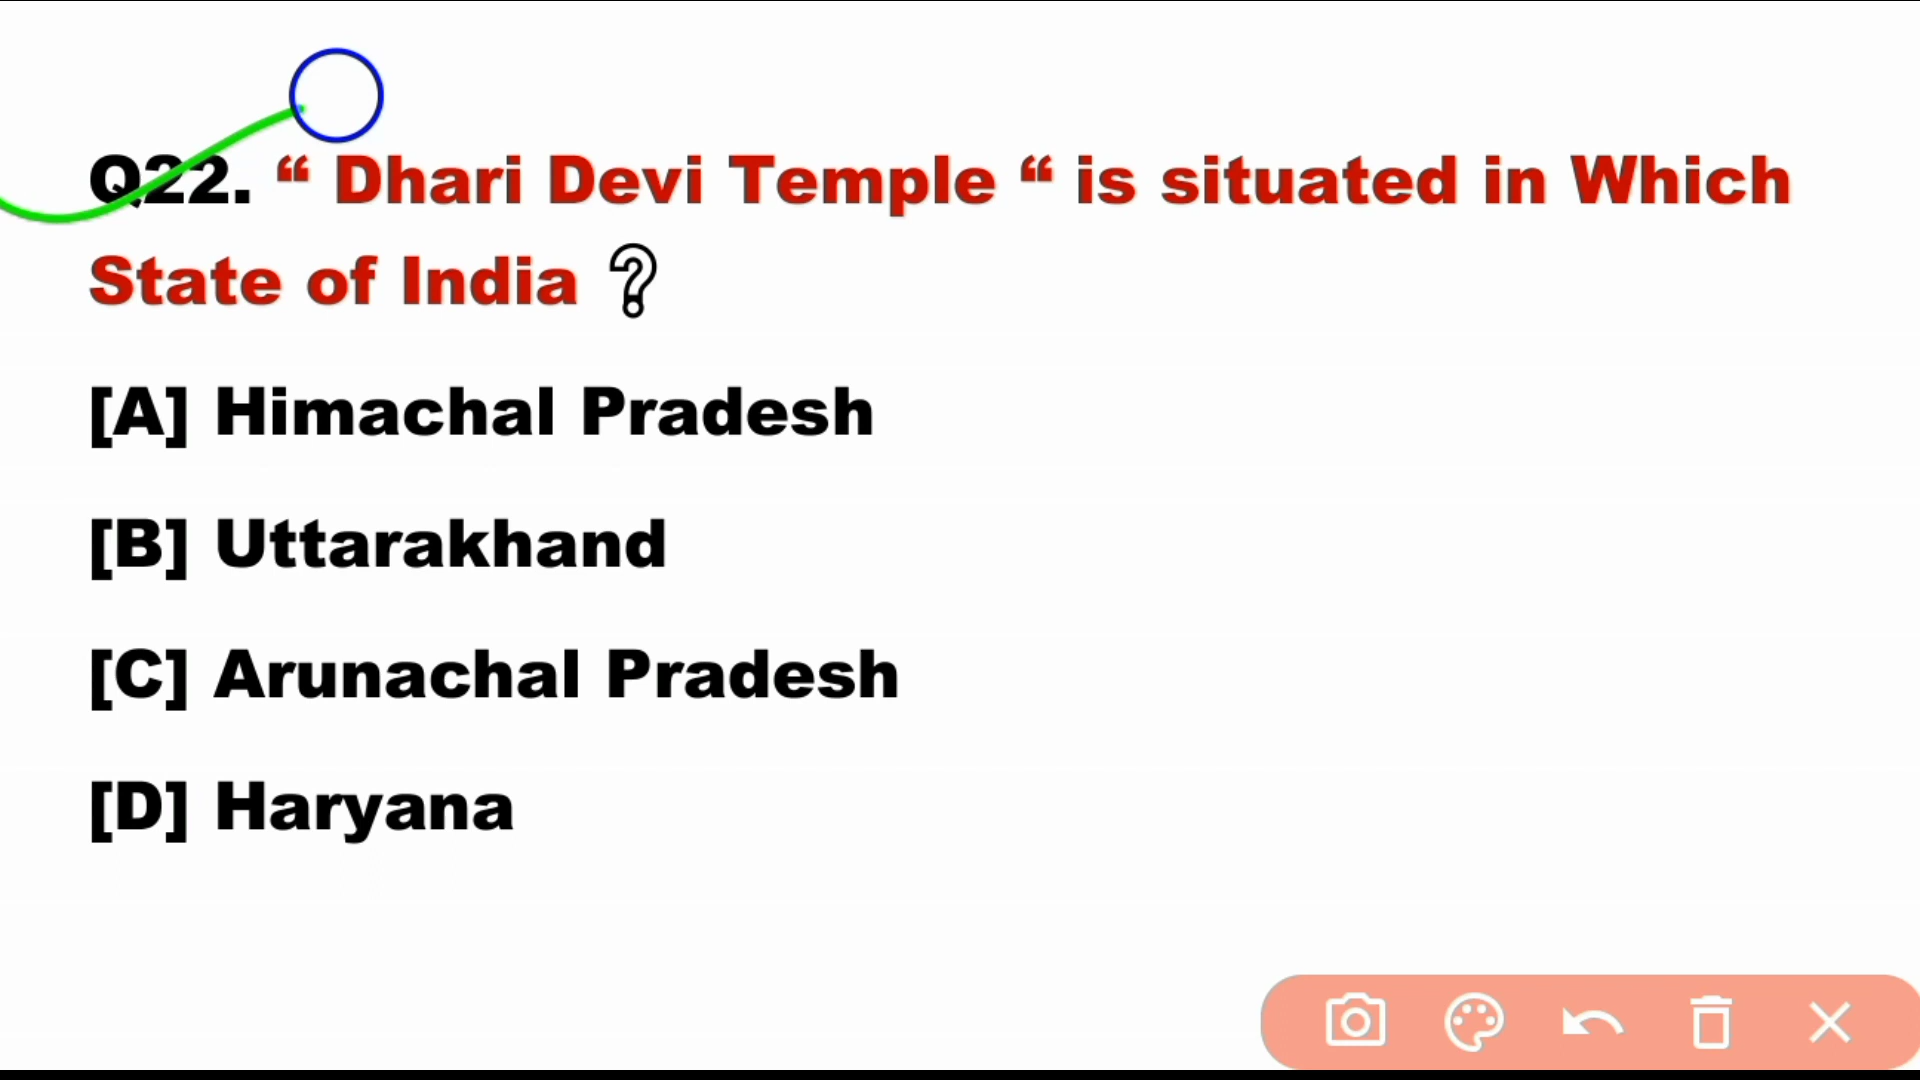 Q22. “ Dhari Devi Temple “ is situated in Which
State of India ?
[A] Himachal Pradesh
[B] Uttarakhand
[C] Arunachal Pradesh
[D] Haryana